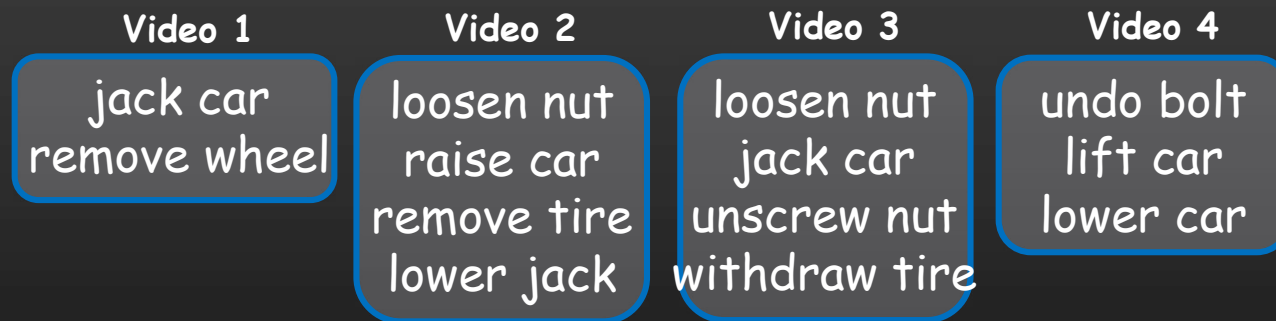 Video 1
jack car
remove wheel
Video 2
loosen nut
raise car
remove tire
lower jack
Video 3
loosen nut
jack car
unscrew nut
withdraw tire
Video 4
undo bolt
lift car
lower car